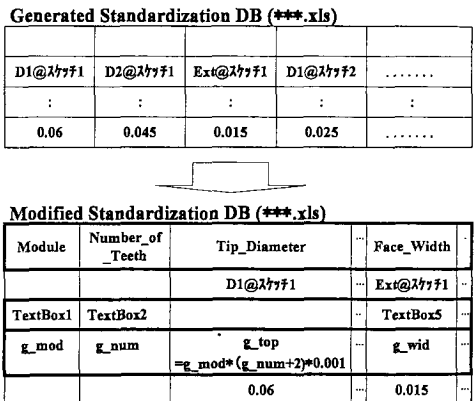 Generated Standardization DB (***.xls)
D1@スケッチ1 D2@スケッチ1 Ext@スケッチ1 D1@スケッチ2 .......
: : : :
0.06 0.045 0.015 0.025 .......
Modified Standardization DB (***.xls)
Module Number_of_Teeth Tip_Diameter ... Face_Width ...
D1@スケッチ1 ... Ext@スケッチ1 ...
TextBox1 TextBox2 TextBox5 ...
g_mod g_num g_top g_wid ...
=g_mod*(g_num+2)*0.001
0.06 ... 0.015 ...